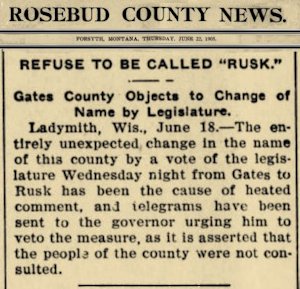 ROSEBUD COUNTY NEWS.
FORSYTH, MONTANA, THURSDAY, JUNE 22, 1905.
REFUSE TO BE CALLED "RUSK."
Gates County Objects to Change of
Name by Legislature.
Ladymith, Wis., June 18.—The en-
tirely unexpected change in the name
of this county by a vote of the legis-
lature Wednesday night from Gates to
Rusk has been the cause of heated
comment, and telegrams have been
sent to the governor urging him to
veto the measure, as it is asserted that
the people of the county were not con-
sulted.